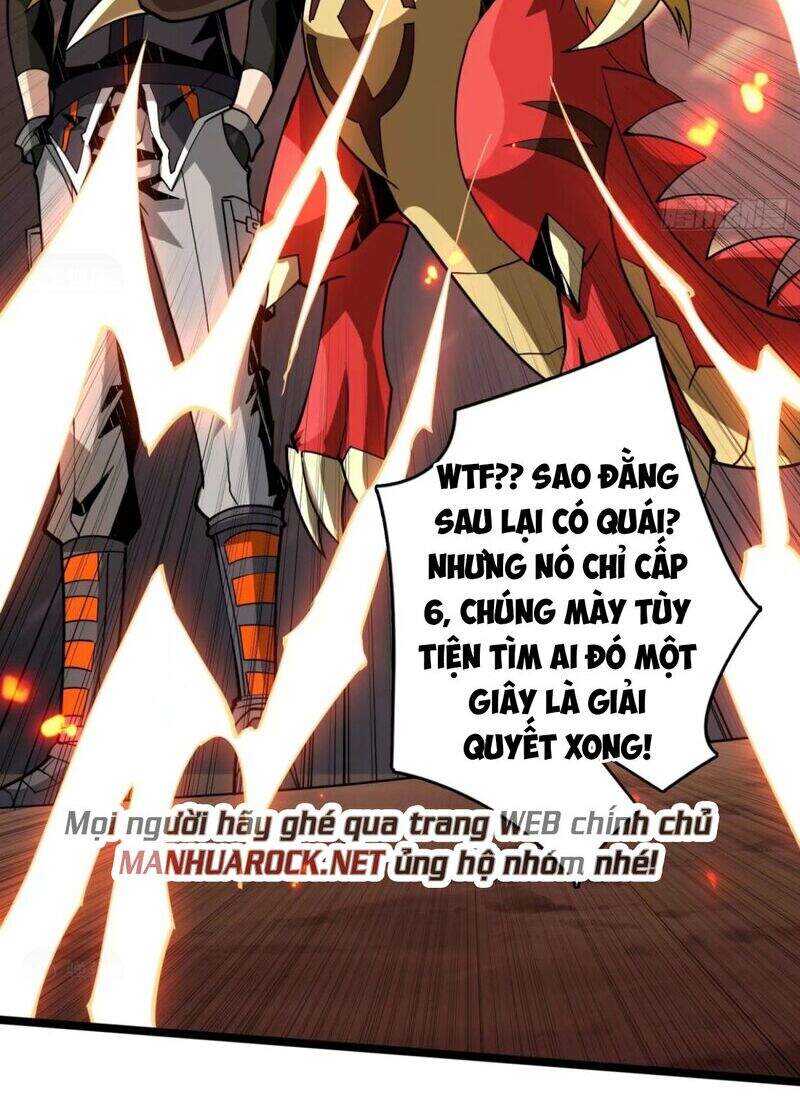 WTF?? SAO ĐẰNG
SAU LẠI CÓ QUÁI?
NHƯNG NÓ CHỈ CẤP
6, CHÚNG MÀY TÙY
TIỆN TÌM AI ĐÓ MỘT
GIÂY LÀ GIẢI
QUYẾT XONG!
Mọi người hãy ghé qua trang WEB chính chủ
MANHUAROCK.NET ủng hộ nhóm nhé!